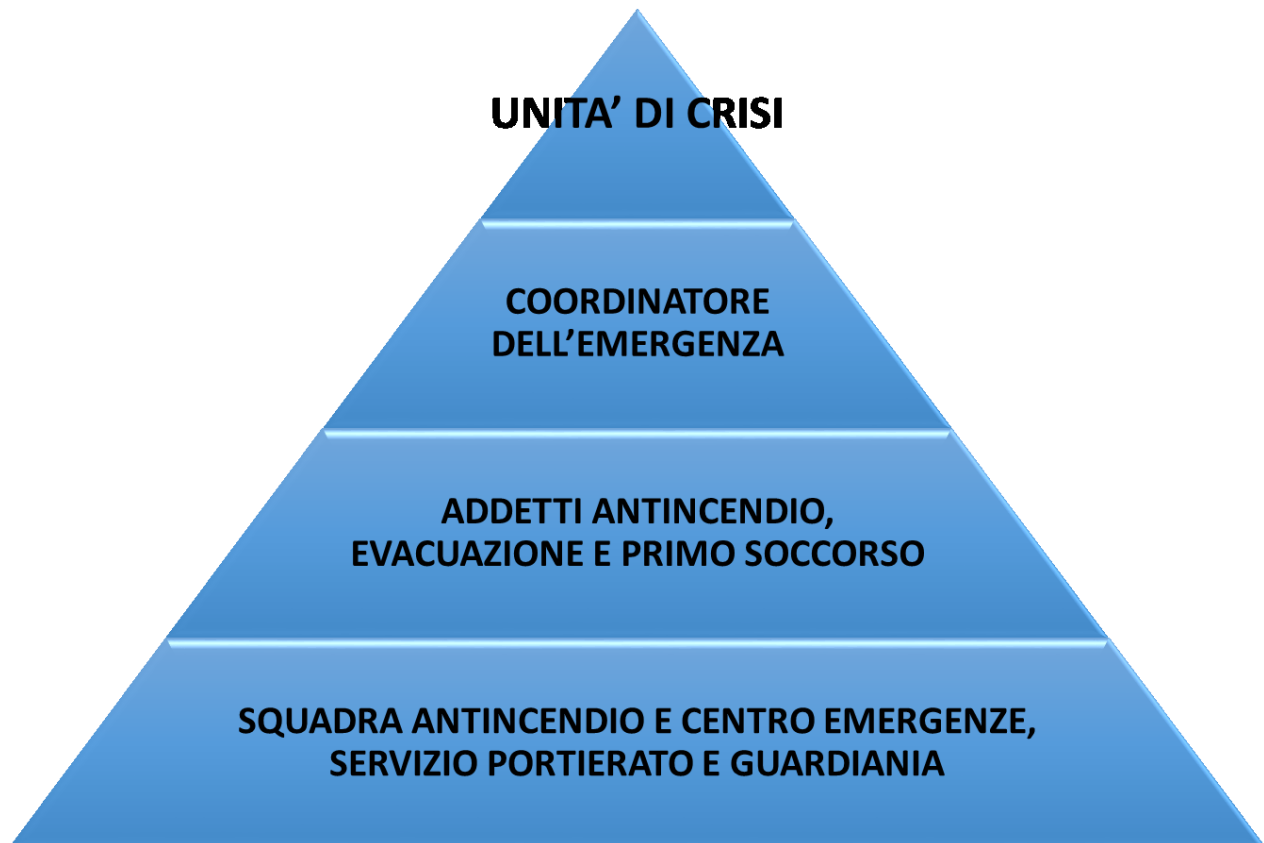 UNITA’ DI CRISI
COORDINATORE
DELL’EMERGENZA
ADDETTI ANTINCENDIO,
EVACUAZIONE E PRIMO SOCCORSO
SQUADRA ANTINCENDIO E CENTRO EMERGENZE,
SERVIZIO PORTIERATO E GUARDIANIA